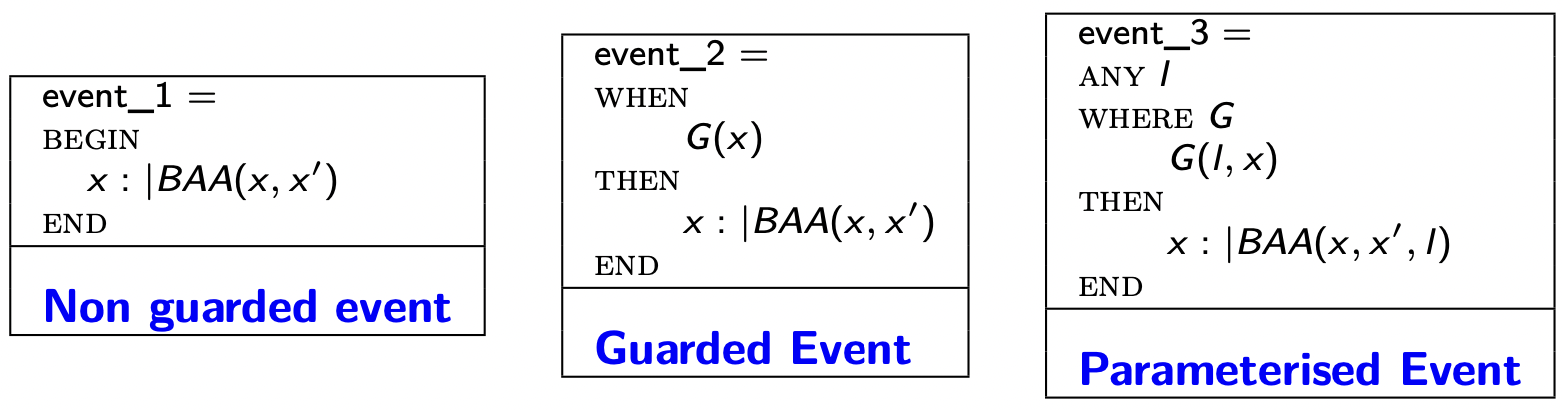 event_1 =
BEGIN
x : |BAA(x, x′)
END
Non guarded event
event_2 =
WHEN
G(x)
THEN
x : |BAA(x, x′)
END
Guarded Event
event_3 =
ANY l
WHERE G
G(l, x)
THEN
x : |BAA(x, x′, l)
END
Parameterised Event